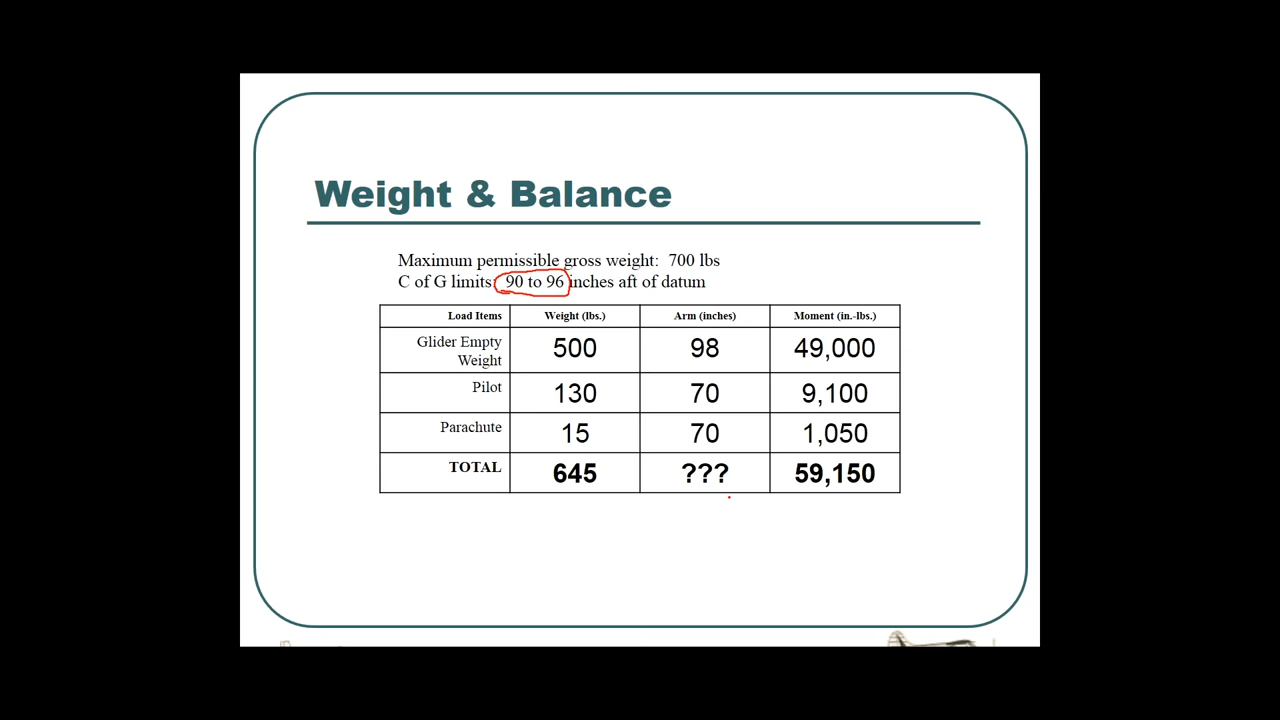 Weight & Balance
Maximum permissible gross weight: 700 lbs
C of G limits: 90 to 96 inches aft of datum
Load Items Weight (lbs.) Arm (inches) Moment (in.-lbs.)
Glider Empty Weight 500 98 49,000
Pilot 130 70 9,100
Parachute 15 70 1,050
TOTAL 645 ??? 59,150